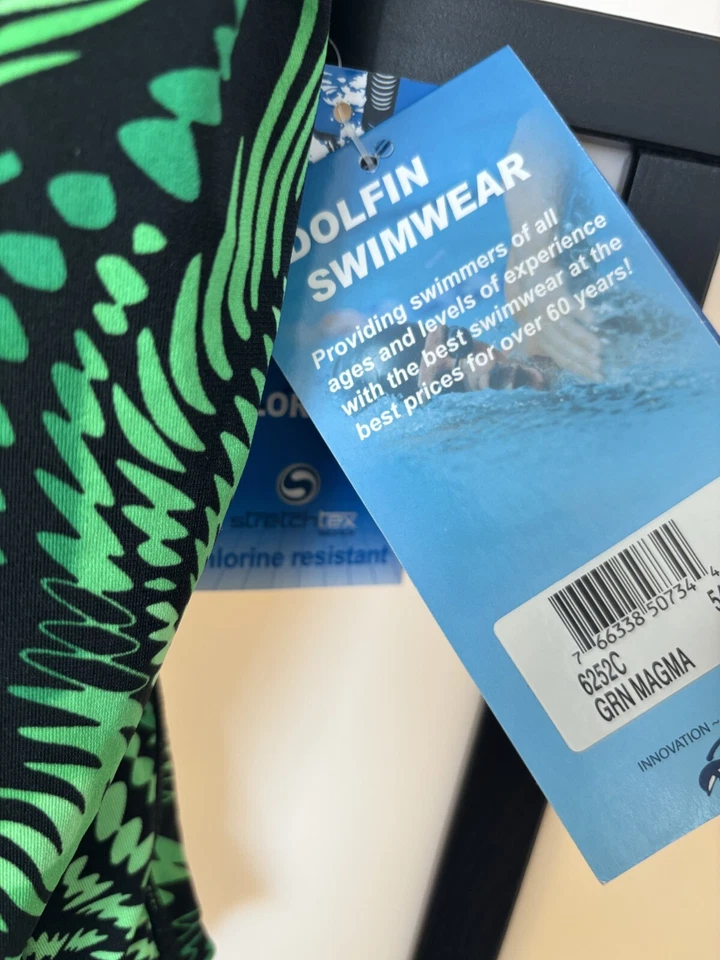 DOLFIN
SWIMWEAR
Providing swimmers of all
ages and levels of experience
with the best swimwear at the
best prices for over 60 years!
stretchtex
hlorine resistant
7 66338 50734 4
6252C
GRN MAGMA
INNOVATION ~